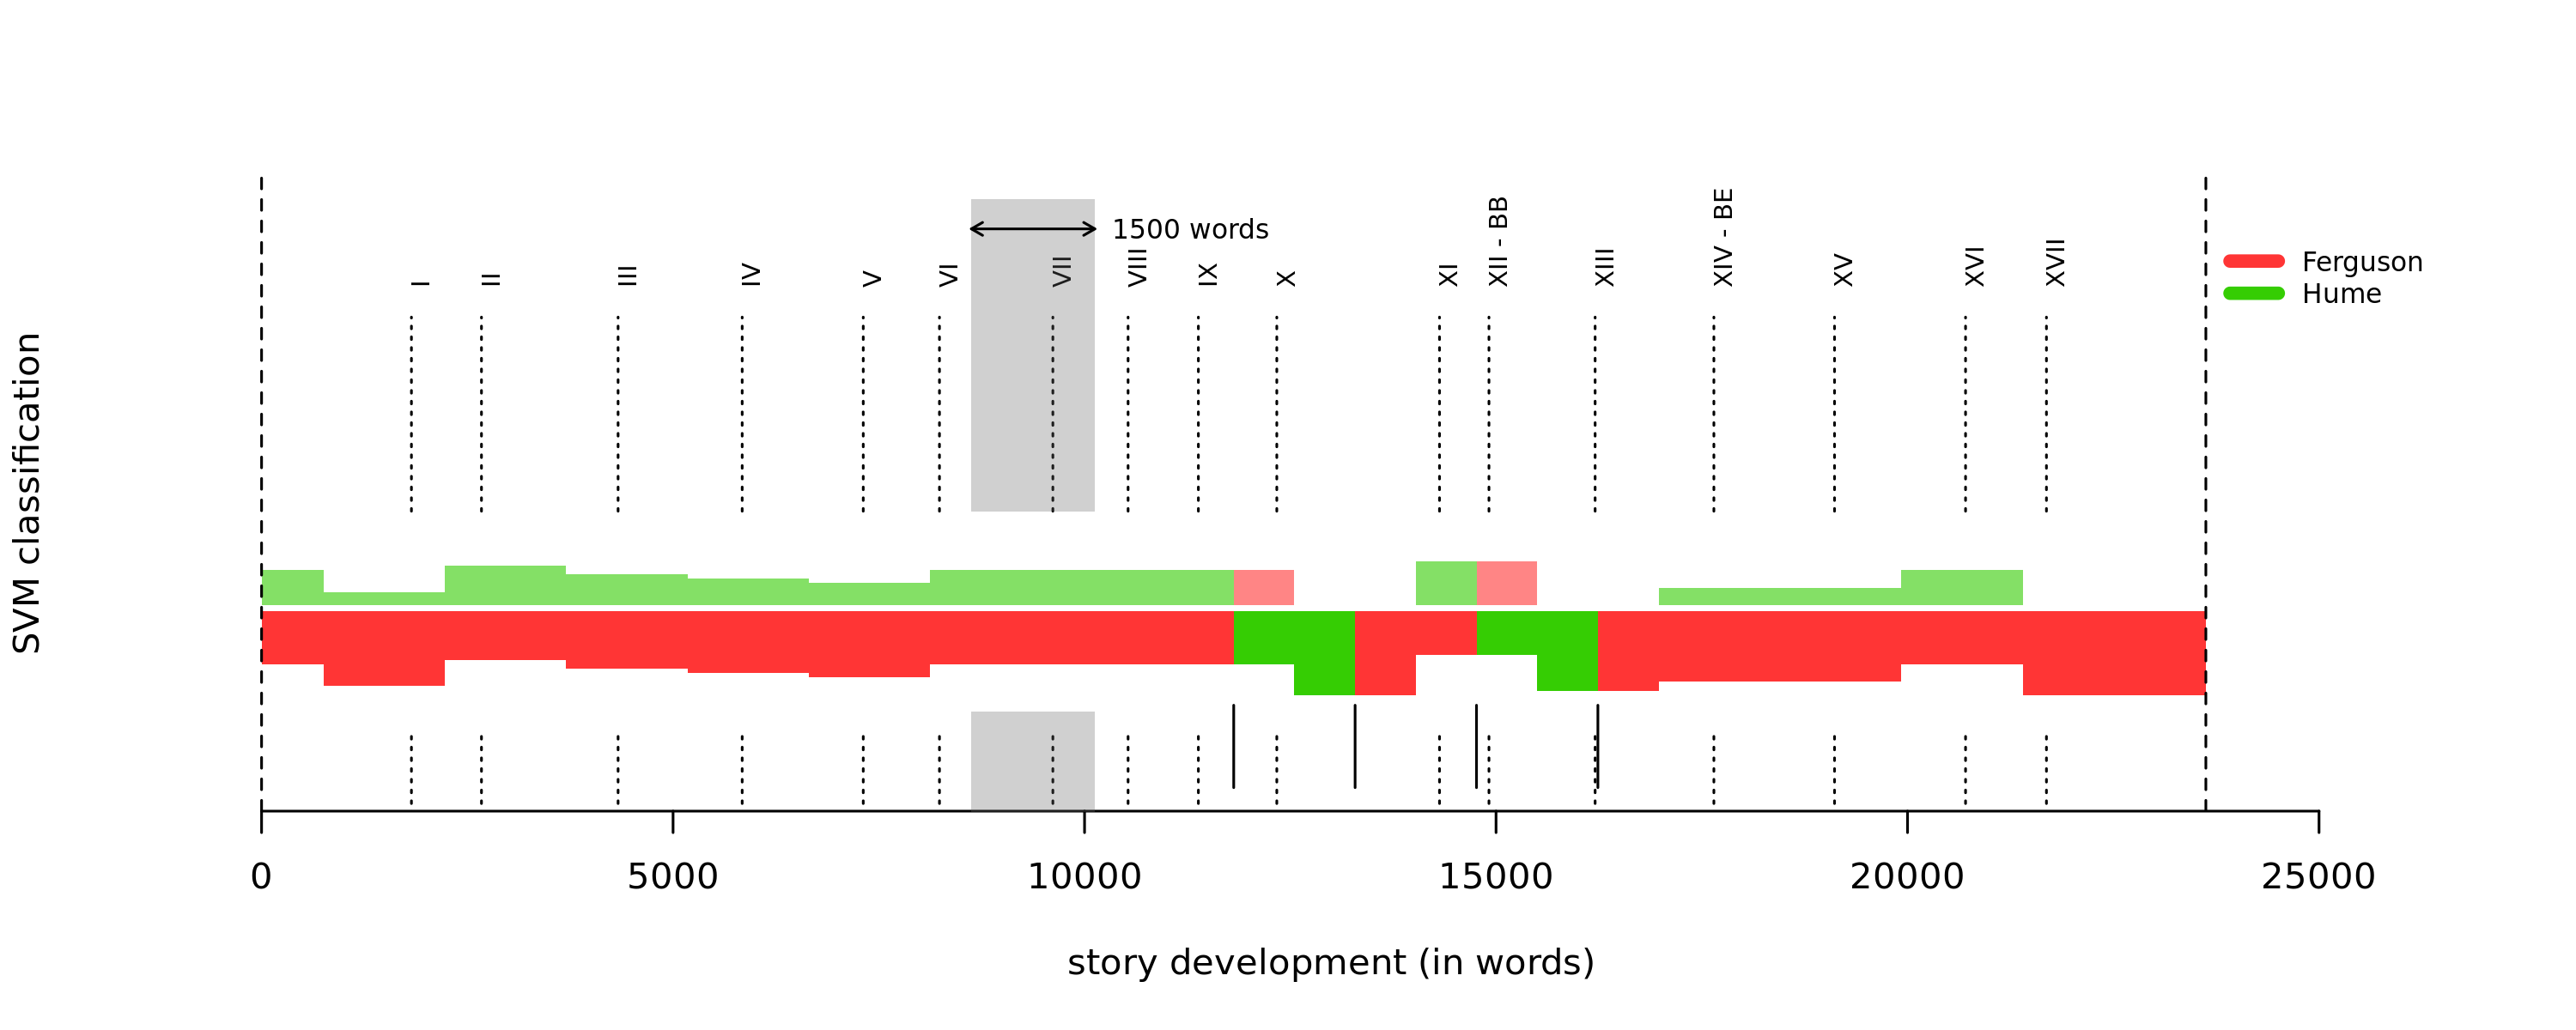 1500 words
I
II
III
IV
V
VI
VII
VIII
IX
X
XI
XII - BB
XIII
XIV - BE
XV
XVI
XVII
Ferguson
Hume
SVM classification
0
5000
10000
15000
20000
25000
story development (in words)